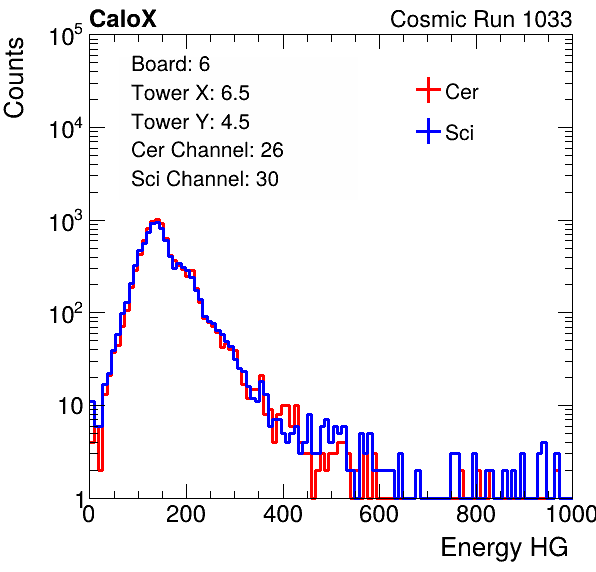 CaloX Cosmic Run 1033
Counts
Board: 6
Tower X: 6.5
Tower Y: 4.5
Cer Channel: 26
Sci Channel: 30
Cer
Sci
10^5
10^4
10^3
10^2
10
1
0 200 400 600 800 1000
Energy HG